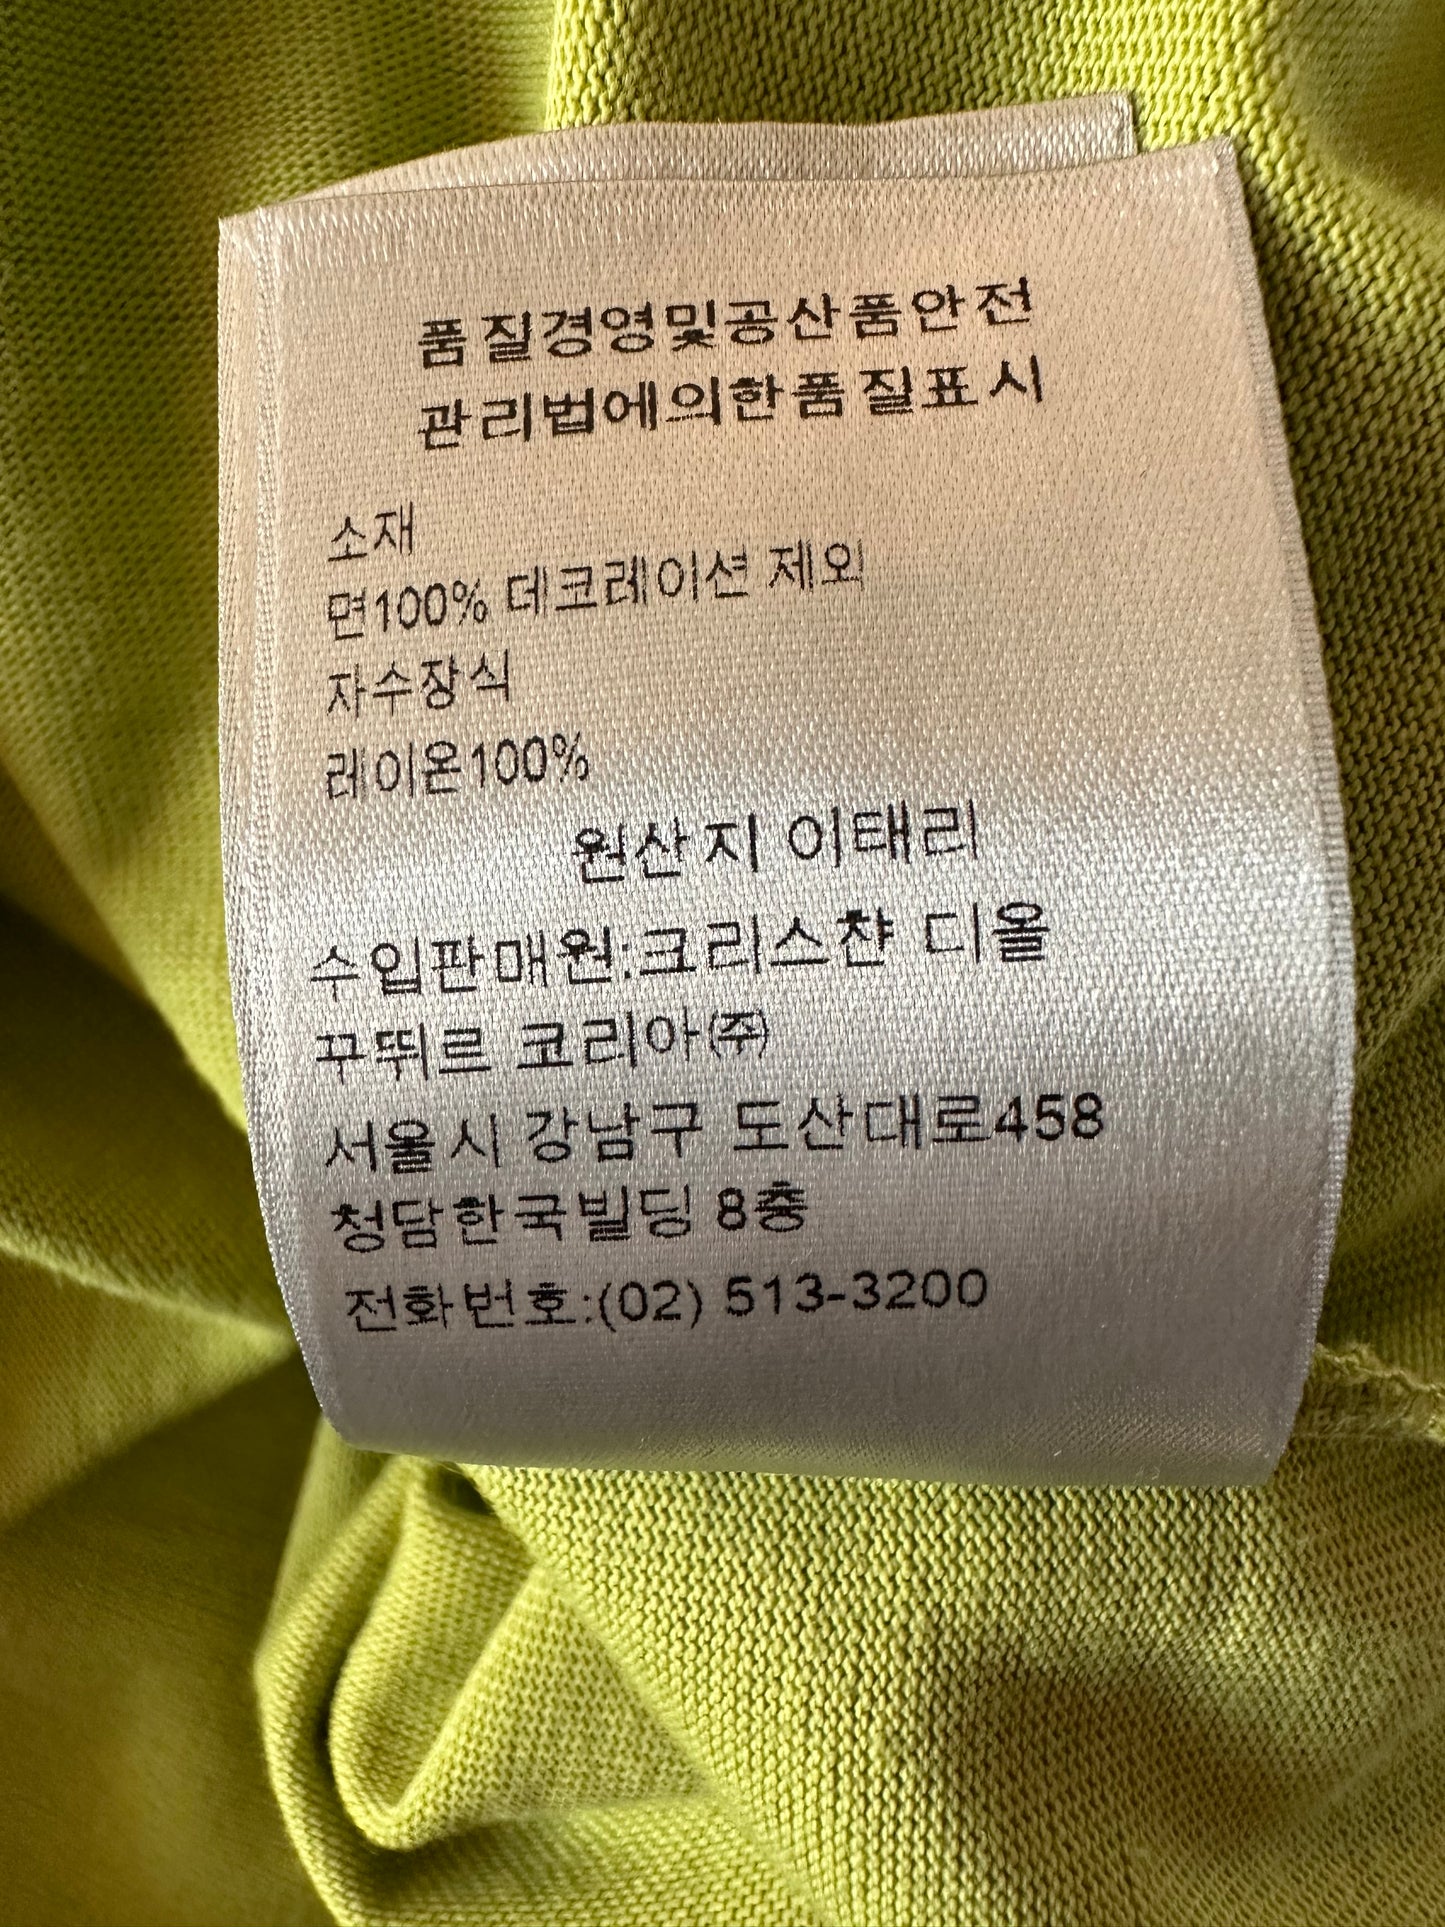 품질경영및공산품안전
관리법에의한품질표시
소재
면100% 데코레이션 제외
자수장식
레이온100%
원산지 이태리
수입판매원:크리스챤 디올
꾸뛰르 코리아㈜
서울시 강남구 도산대로458
청담한국빌딩 8층
전화번호:(02) 513-3200